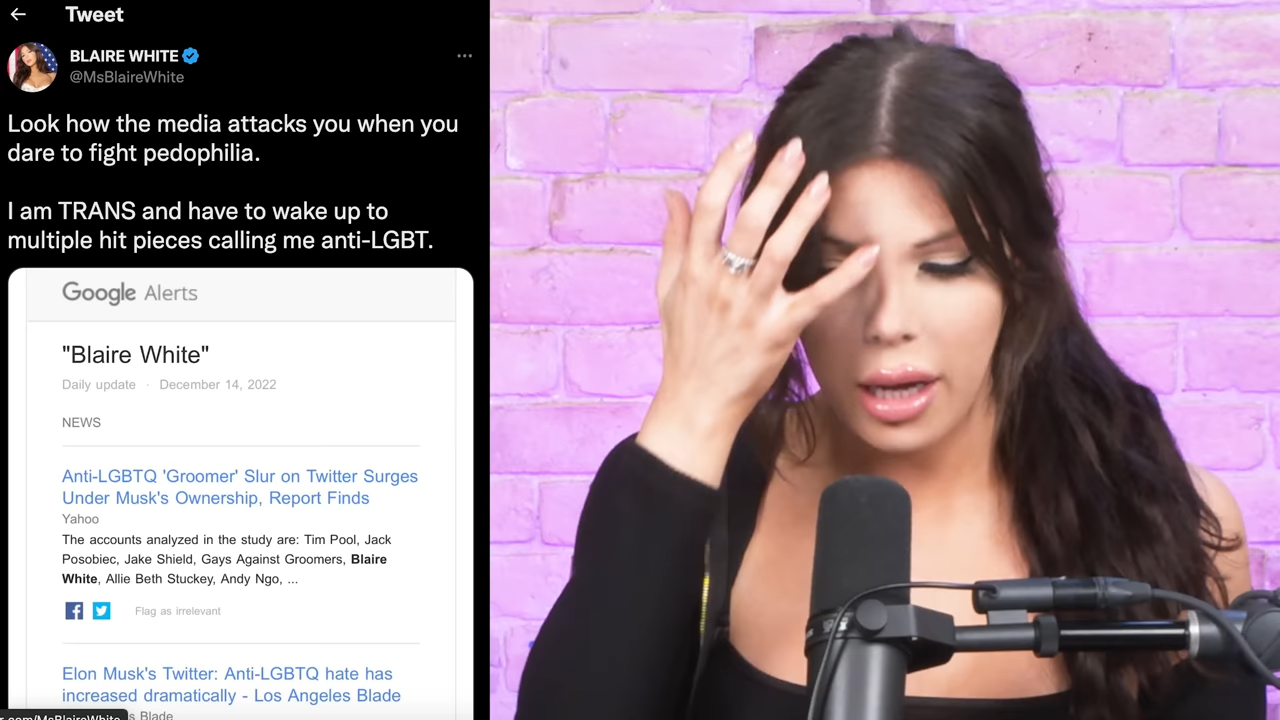 Tweet
BLAIRE WHITE
@MsBlaireWhite
Look how the media attacks you when you
dare to fight pedophilia.
I am TRANS and have to wake up to
multiple hit pieces calling me anti-LGBT.
Google Alerts
"Blaire White"
Daily update · December 14, 2022
NEWS
Anti-LGBTQ 'Groomer' Slur on Twitter Surges
Under Musk's Ownership, Report Finds
Yahoo
The accounts analyzed in the study are: Tim Pool, Jack
Posobiec, Jake Shield, Gays Against Groomers, Blaire
White, Allie Beth Stuckey, Andy Ngo, ...
Flag as irrelevant
Elon Musk's Twitter: Anti-LGBTQ hate has
increased dramatically - Los Angeles Blade
Blade